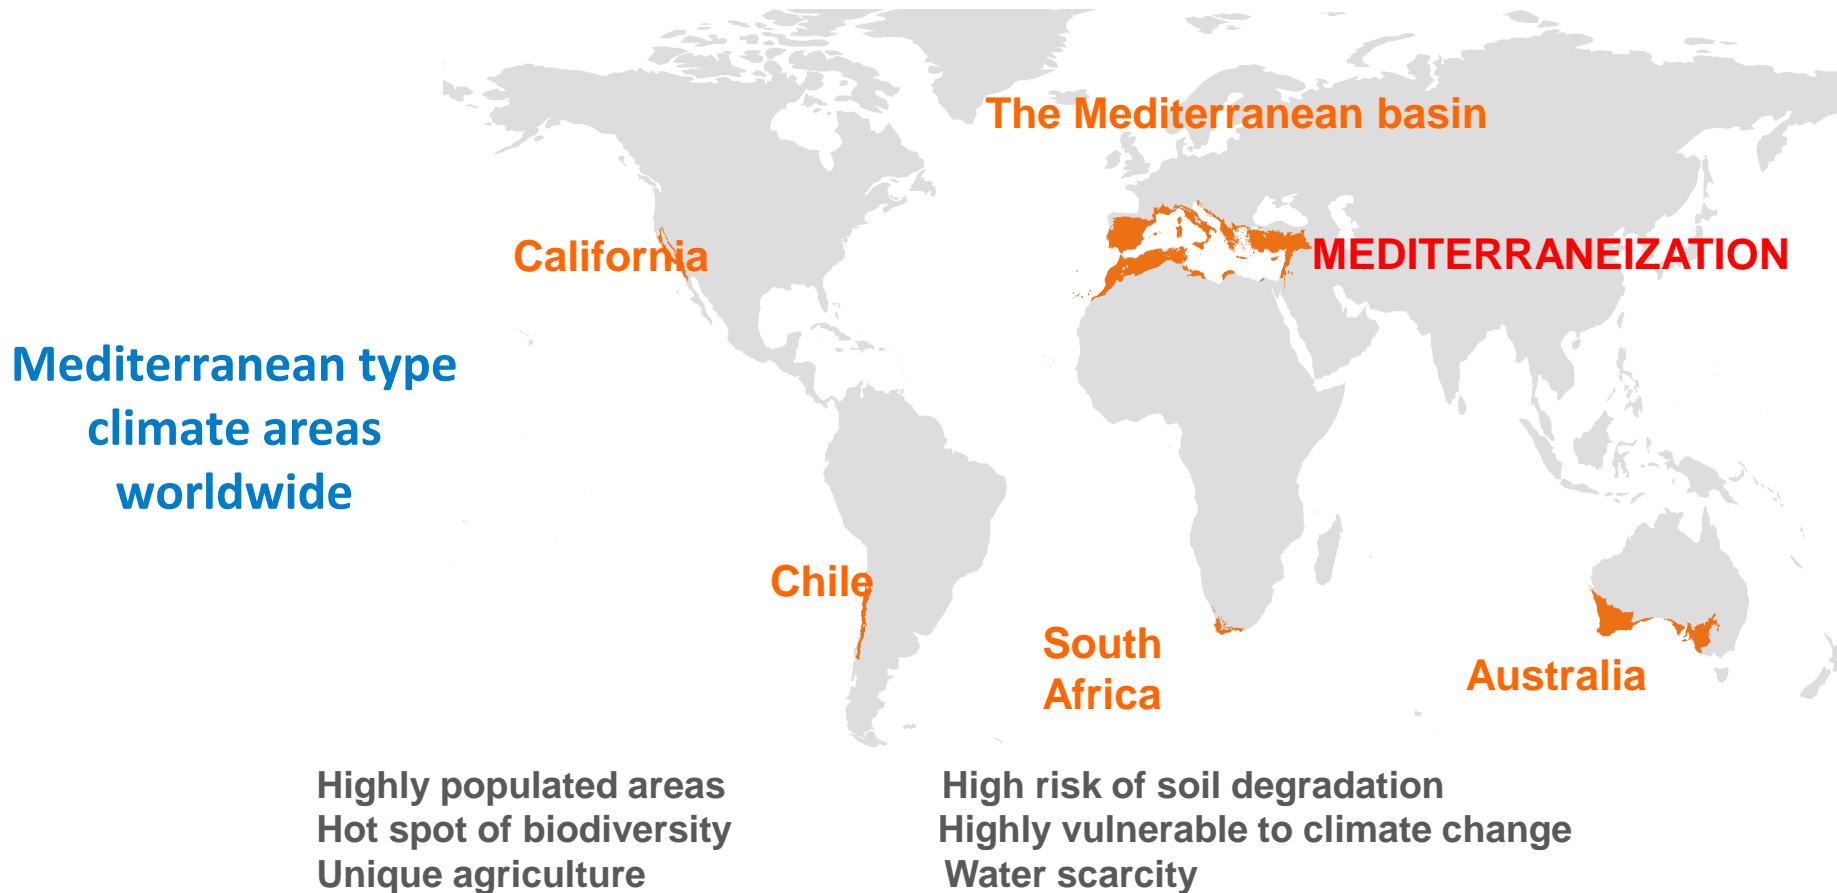 The Mediterranean basin
California
MEDITERRANEIZATION
Mediterranean type
climate areas
worldwide
Chile
South
Africa
Australia
Highly populated areas
Hot spot of biodiversity
Unique agriculture
High risk of soil degradation
Highly vulnerable to climate change
Water scarcity